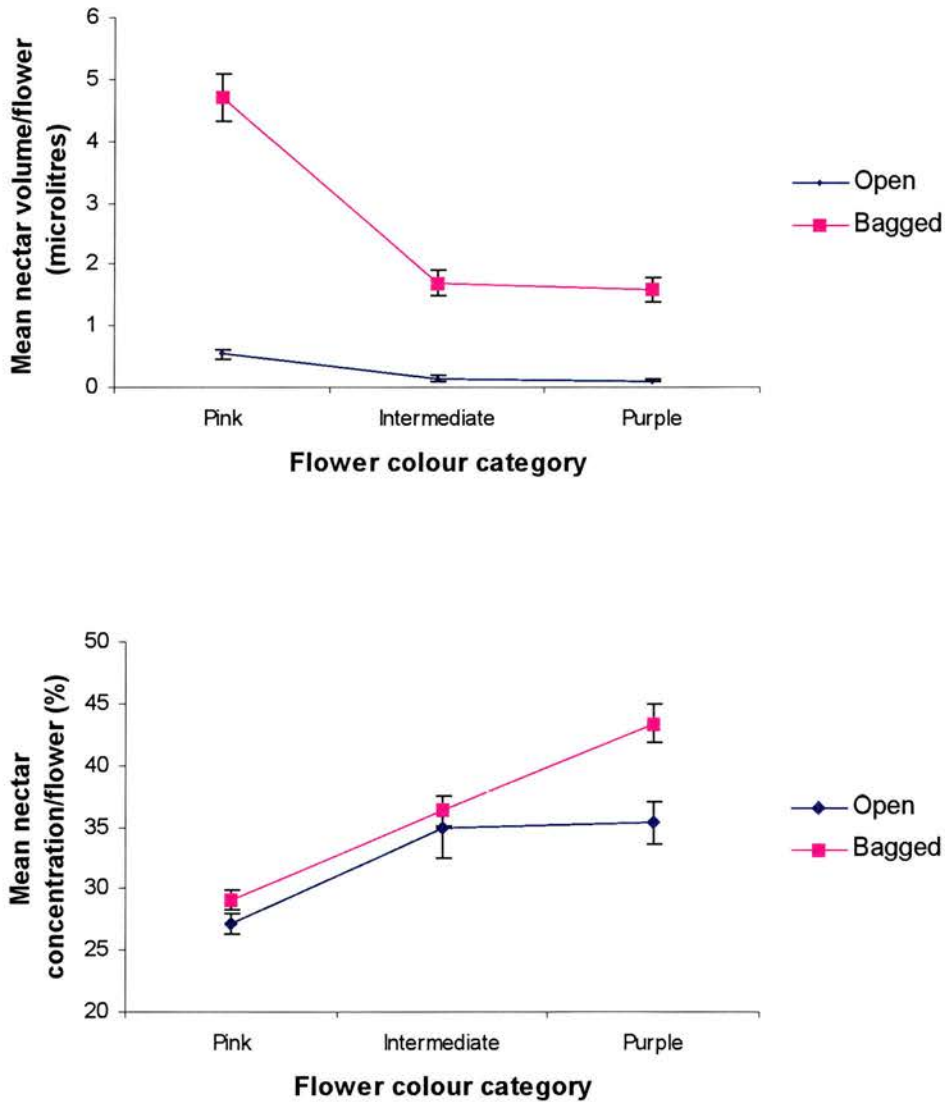 6
5
4
3
2
1
0
Mean nectar volume/flower
(microlitres)
Pink
Intermediate
Purple
Flower colour category
Open
Bagged
50
45
40
35
30
25
20
Mean nectar
concentration/flower (%)
Pink
Intermediate
Purple
Flower colour category
Open
Bagged